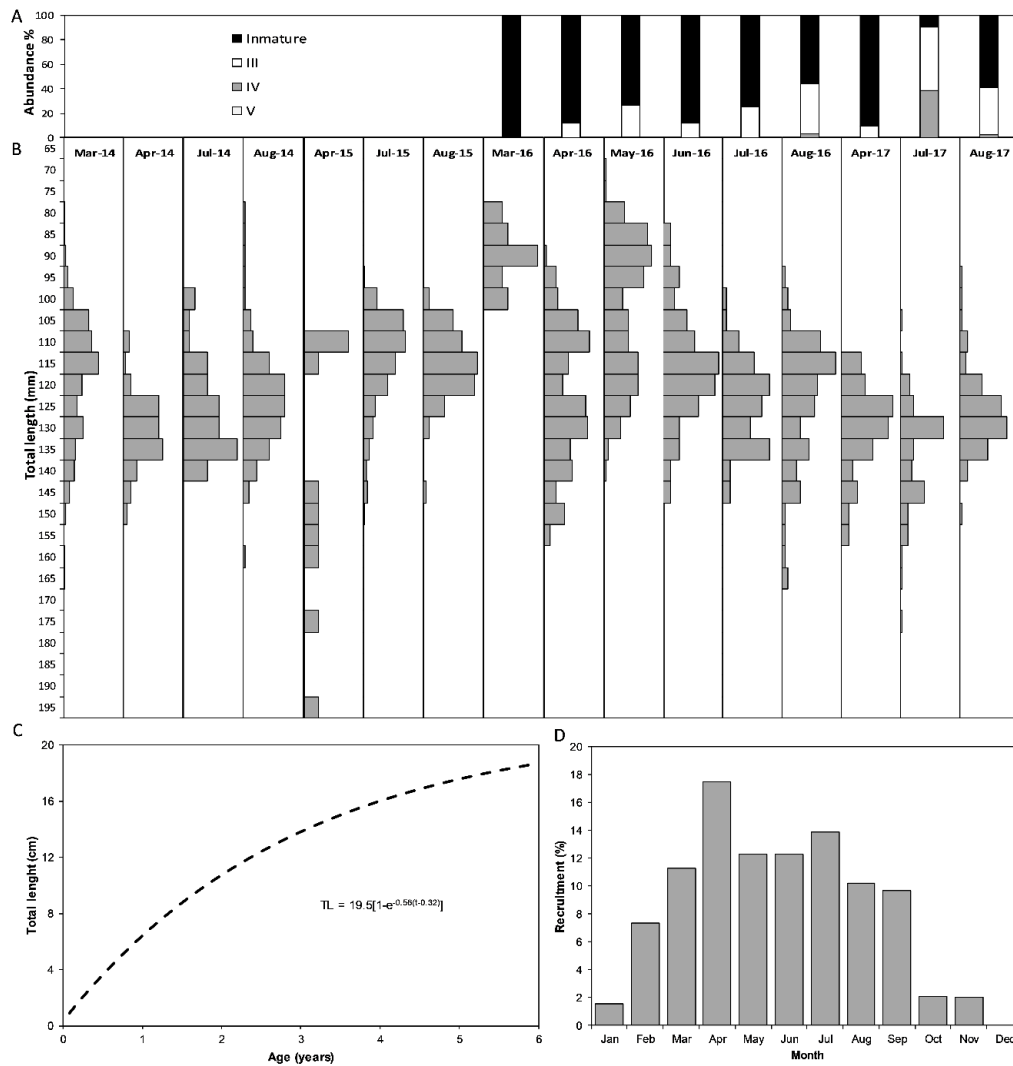 A
Abundance %
100
80
60
40
20
0
Inmature
III
IV
V
B
Mar-14 Apr-14 Jul-14 Aug-14 Apr-15 Jul-15 Aug-15 Mar-16 Apr-16 May-16 Jun-16 Jul-16 Aug-16 Apr-17 Jul-17 Aug-17
Total length (mm)
65
70
75
80
85
90
95
100
105
110
115
120
125
130
135
140
145
150
155
160
165
170
175
180
185
190
195
C
Total lenght (cm)
20
16
12
8
4
0
TL = 19.5[1-e-0.56(t-0.32)]
0 1 2 3 4 5 6
Age (years)
D
Recruitment (%)
20
18
16
14
12
10
8
6
4
2
0
Jan Feb Mar Apr May Jun Jul Aug Sep Oct Nov Dec
Month